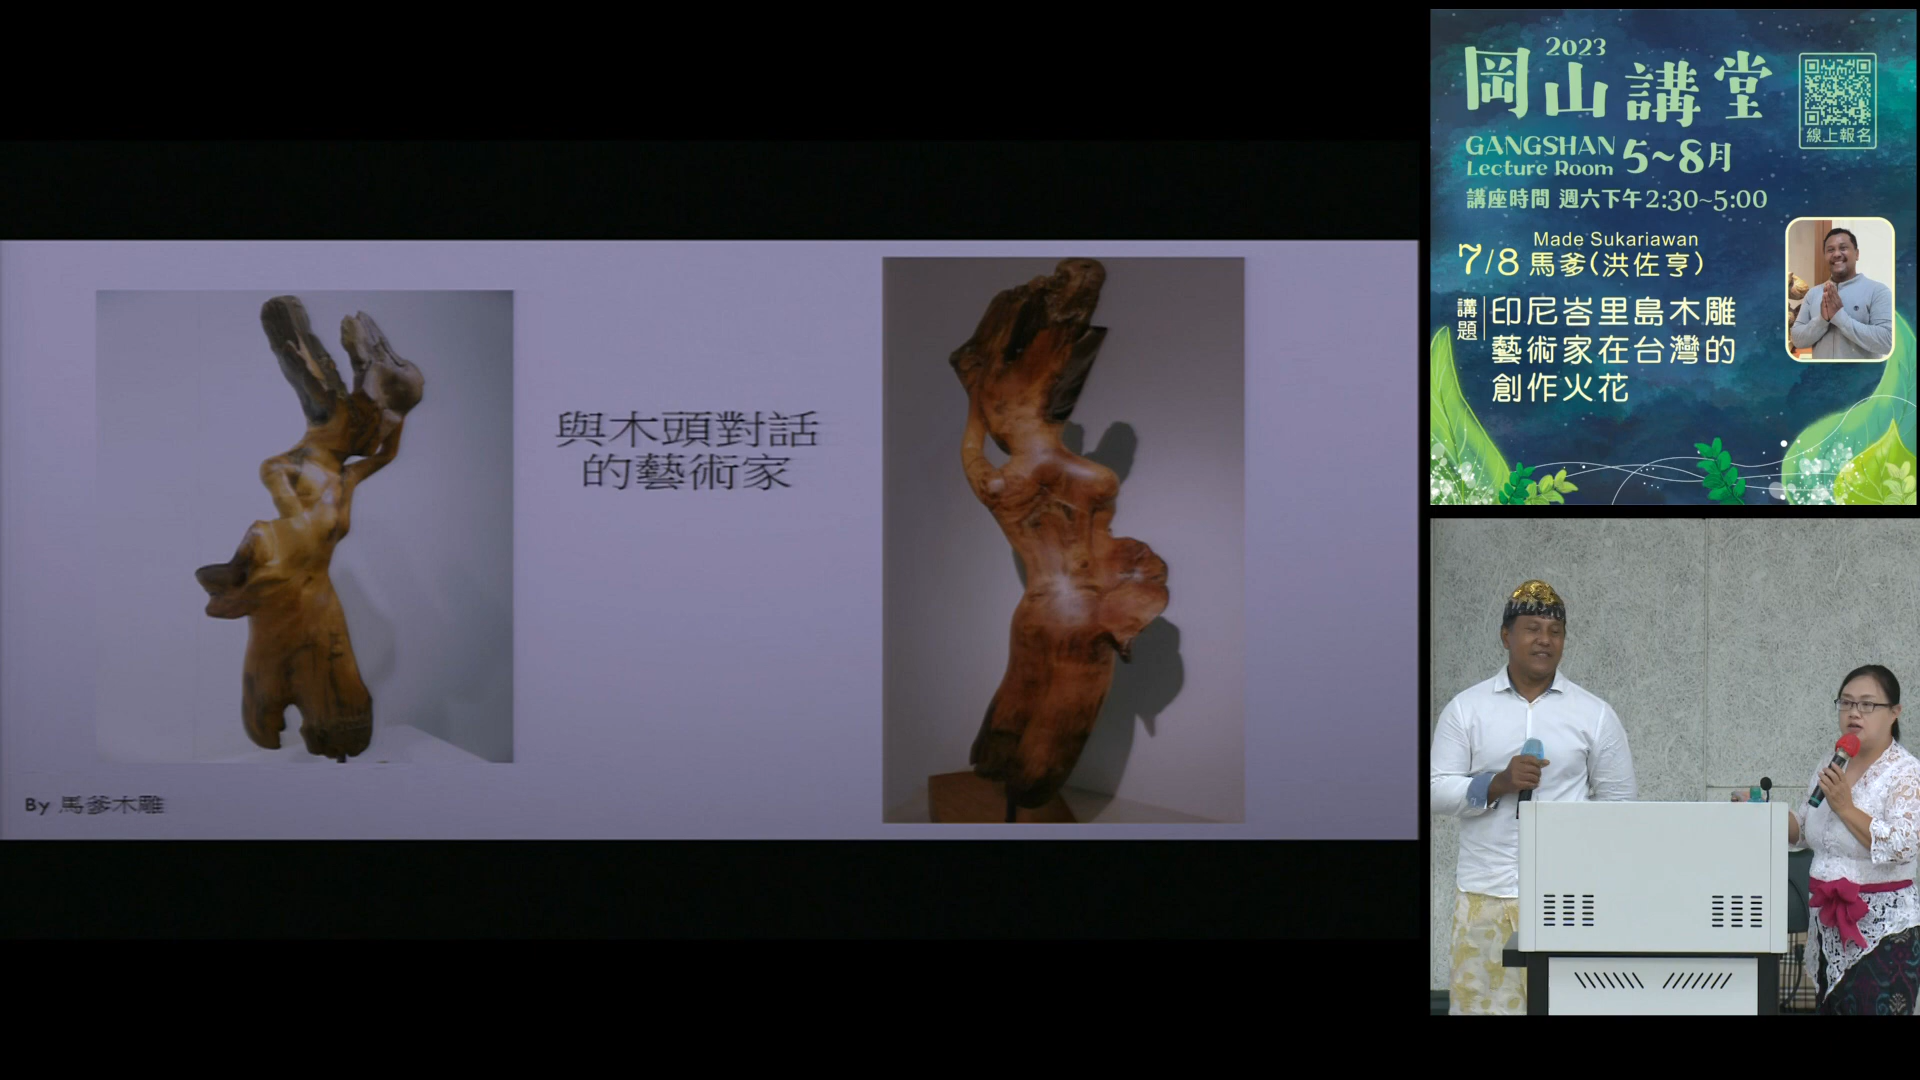 與木頭對話
的藝術家
By 馬爹木雕
2023
岡山講堂
線上報名
GANGSHAN
Lecture Room
5~8月
講座時間 週六下午2:30~5:00
Made Sukariawan
7/8 馬爹(洪佐亨)
講題
印尼峇里島木雕
藝術家在台灣的
創作火花